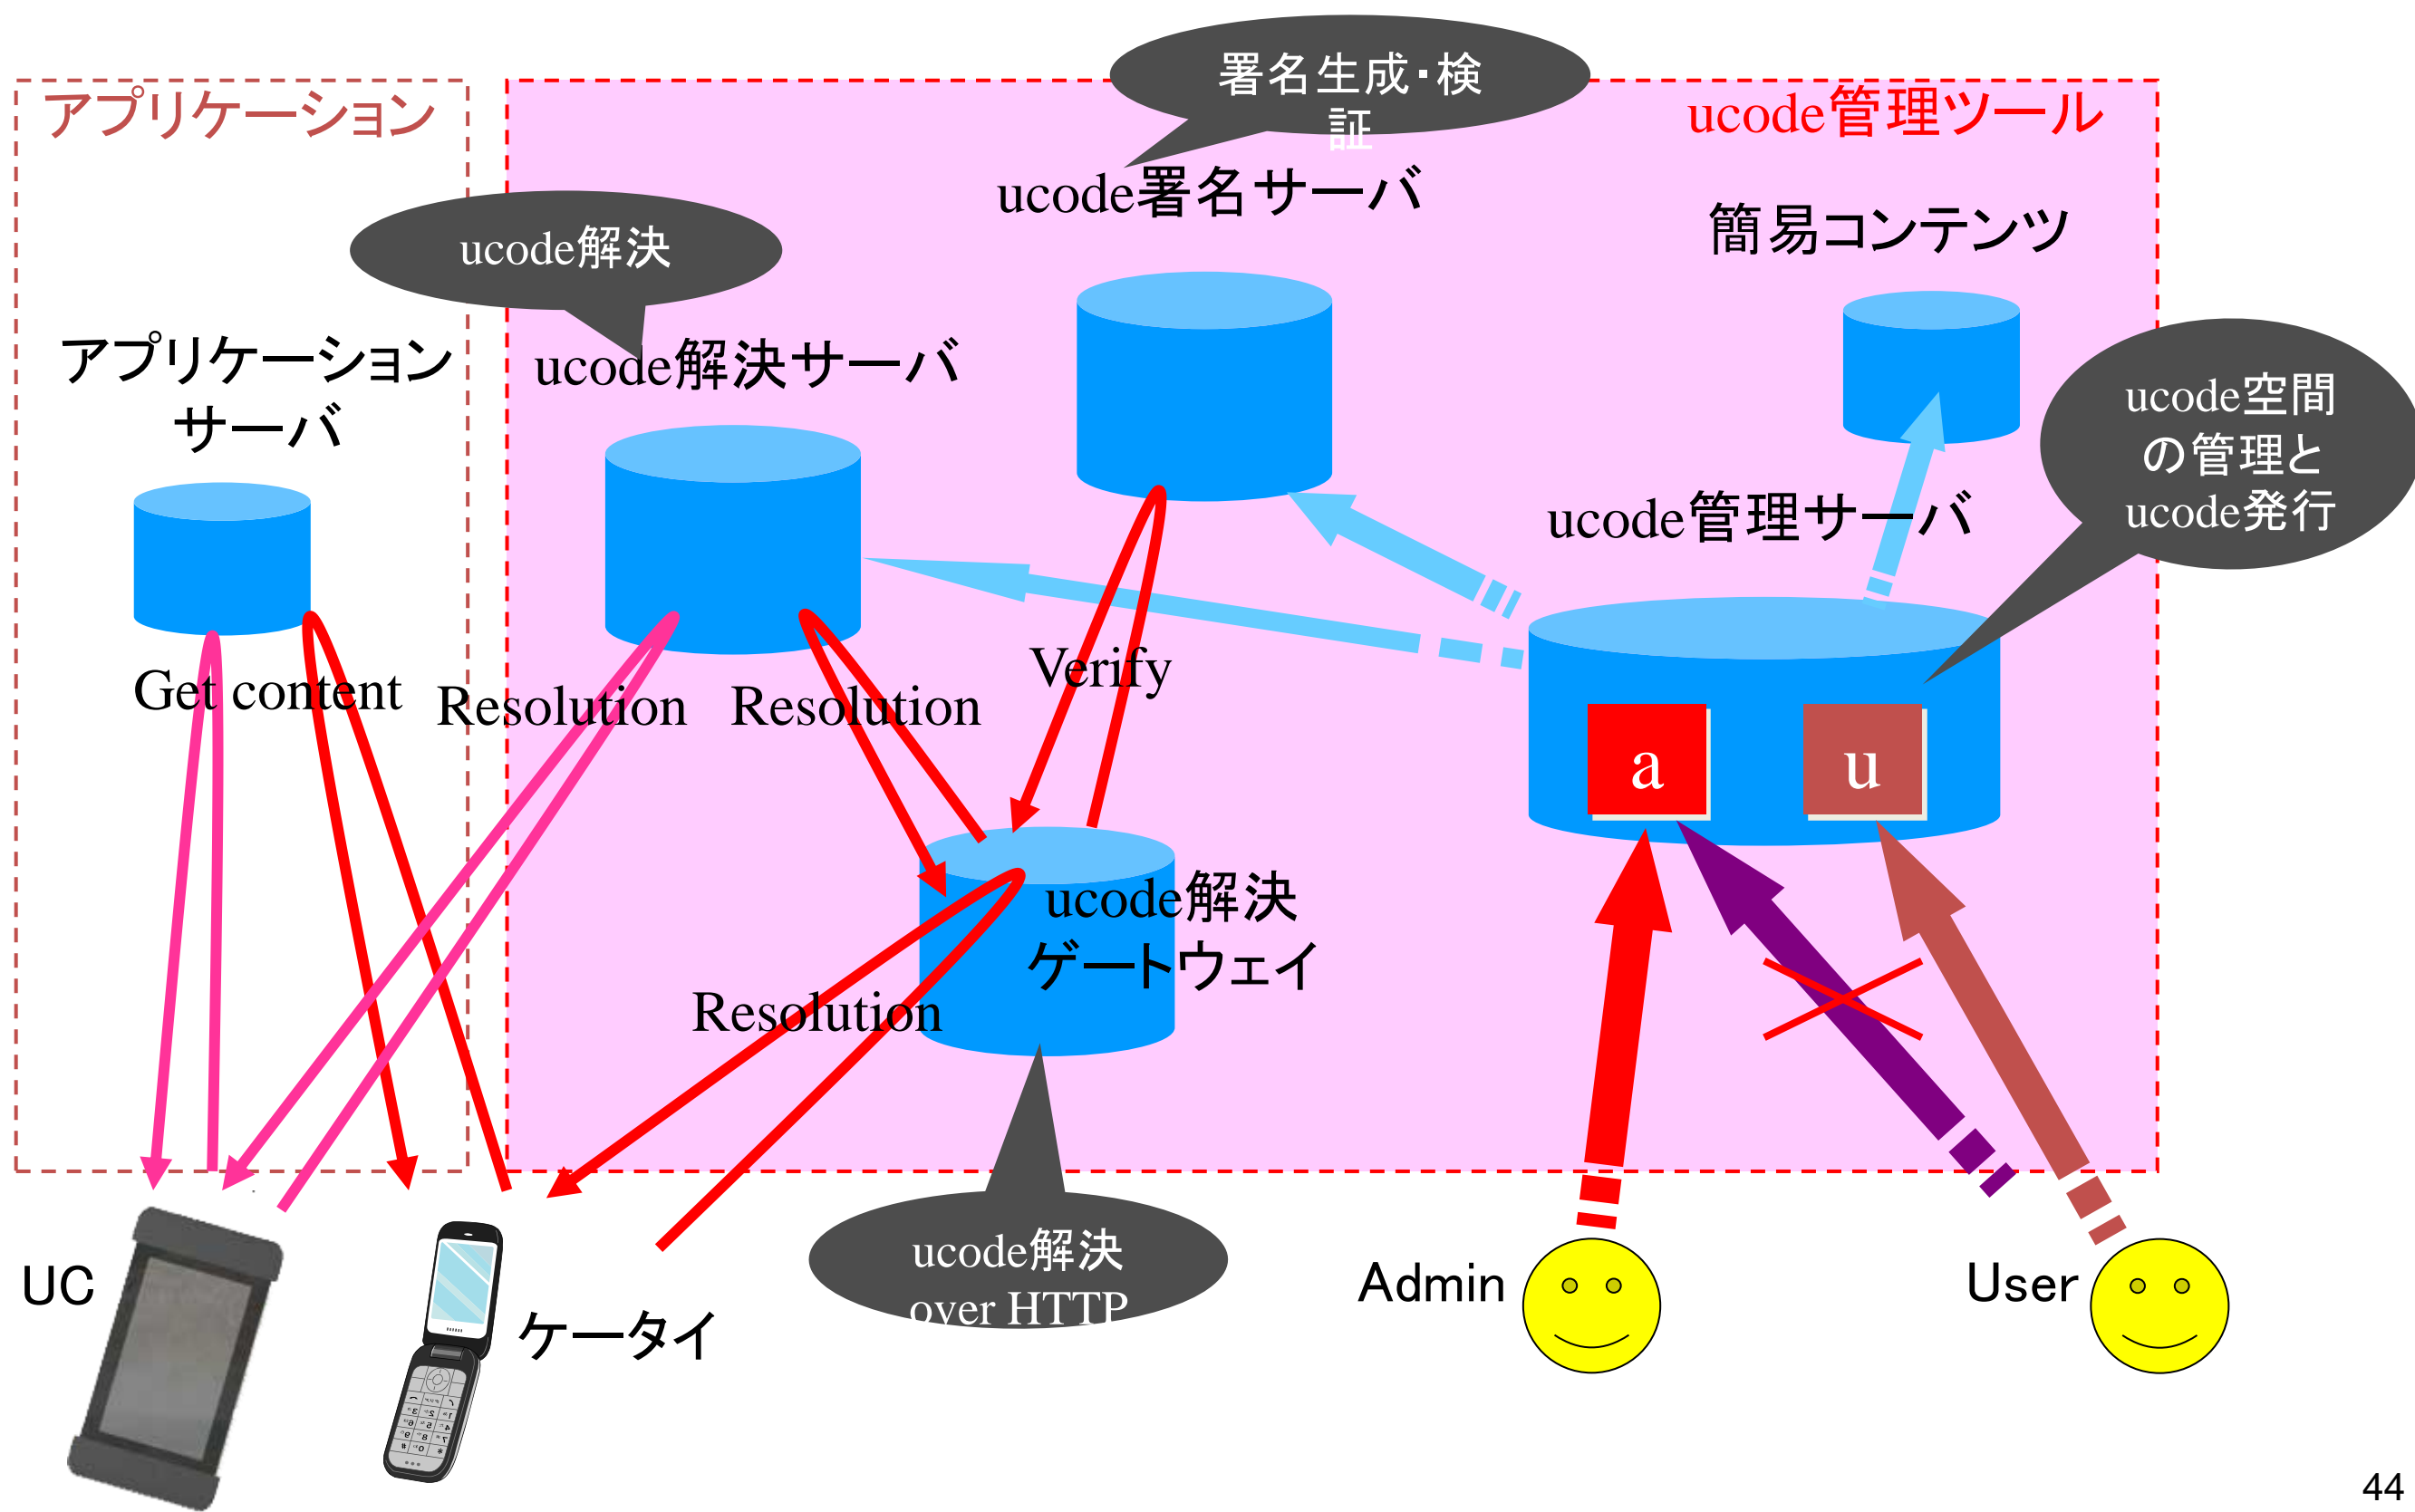 署名生成・検
証
アプリケーション
ucode管理ツール
ucode署名サーバ
簡易コンテンツ
ucode解決
アプリケーション
サーバ
ucode解決サーバ
ucode空間
の管理と
ucode発行
ucode管理サーバ
Get content
Resolution
Resolution
Verify
a
u
ucode解決
ゲートウェイ
Resolution
ucode解決
over HTTP
UC
ケータイ
Admin
User
44